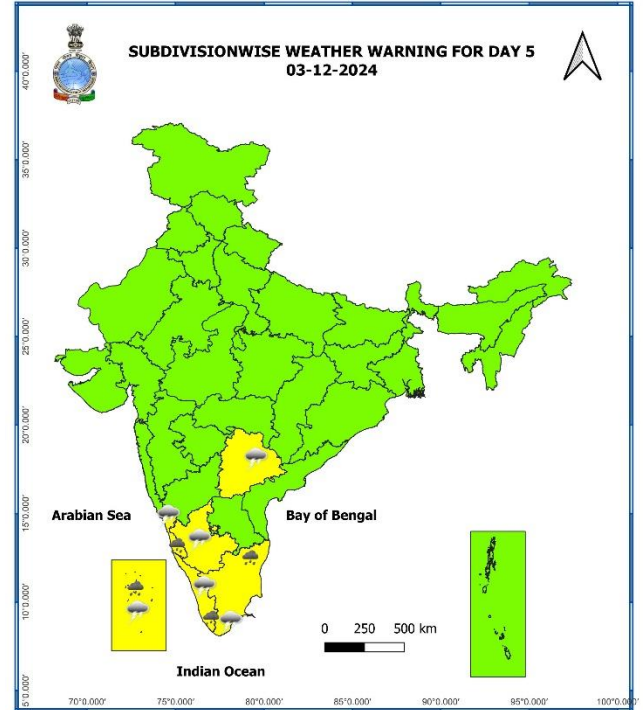 SUBDIVISIONWISE WEATHER WARNING FOR DAY 5
03-12-2024
40°0.000'
35°0.000'
30°0.000'
25°0.000'
20°0.000'
15°0.000'
10°0.000'
5°0.000'
Arabian Sea
Bay of Bengal
0 250 500 km
Indian Ocean
70°0.000' 75°0.000' 80°0.000' 85°0.000' 90°0.000' 95°0.000' 100°0.000'